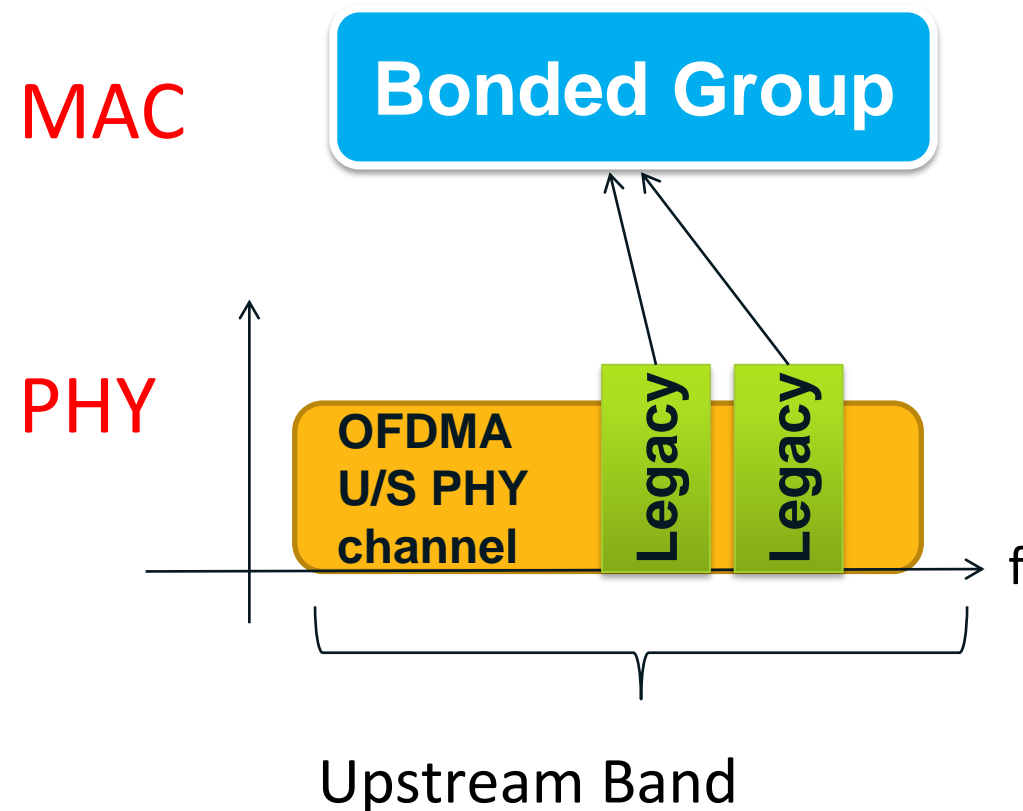 MAC
Bonded Group
PHY
OFDMA
U/S PHY
channel
Legacy
Legacy
f
Upstream Band